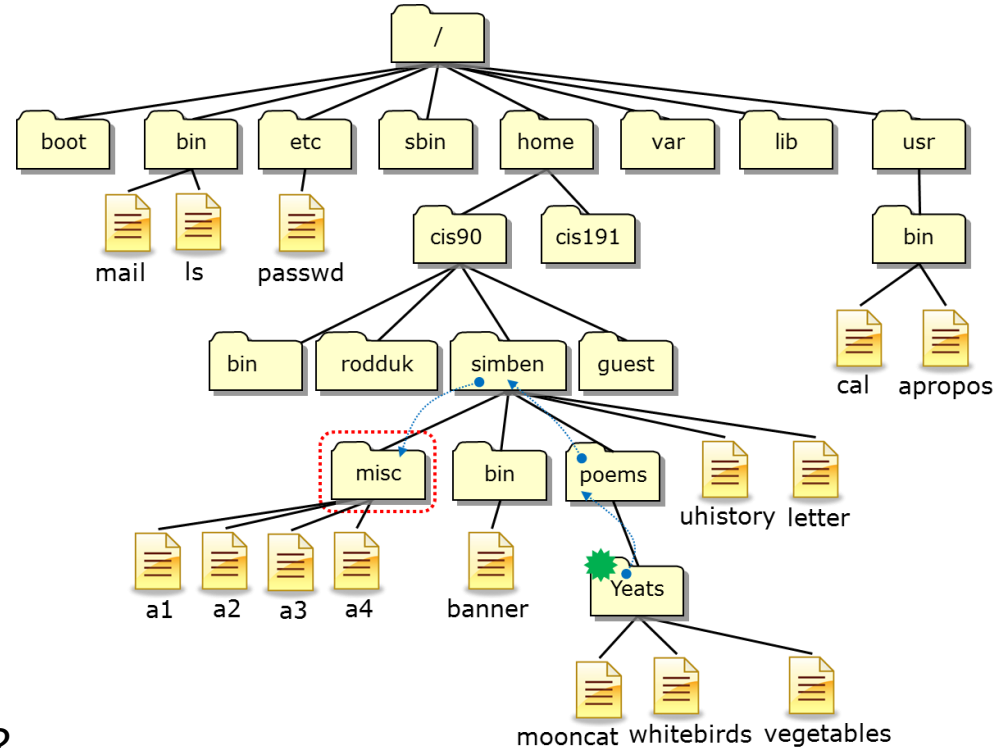 /
boot bin etc sbin home var lib usr
cis90 cis191 bin
mail ls passwd
bin rodduk simben guest
cal apropos
misc bin poems
uhistory letter
a1 a2 a3 a4 banner Yeats
mooncat whitebirds vegetables